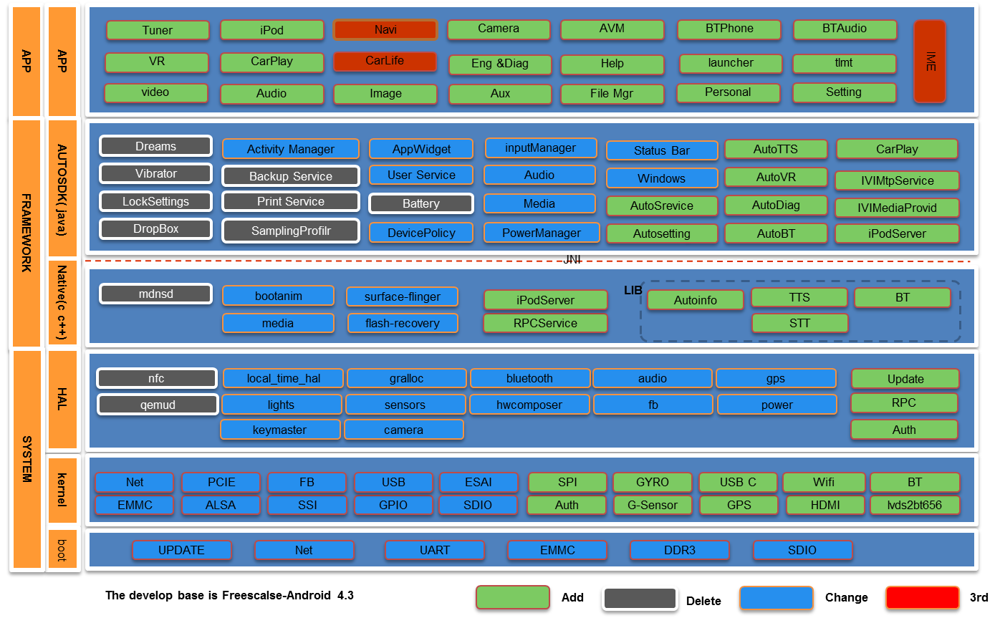 APP
APP
Tuner iPod Navi Camera AVM BTPhone BTAudio
VR CarPlay CarLife Eng &Diag Help launcher tlmt
video Audio Image Aux File Mgr Personal Setting
IME
FRAMEWORK
AUTOSDK( java)
Dreams Activity Manager AppWidget inputManager Status Bar AutoTTS CarPlay
Vibrator Backup Service User Service Audio Windows AutoVR IVIMtpService
LockSettings Print Service Battery Media AutoSrevice AutoDiag IVIMediaProvid
DropBox SamplingProfilr DevicePolicy PowerManager Autosetting AutoBT iPodServer
JNI
Native(c c++)
mdnsd bootanim surface-flinger iPodServer LIB Autoinfo TTS BT
media flash-recovery RPCService STT
SYSTEM
HAL
nfc local_time_hal gralloc bluetooth audio gps Update
qemud lights sensors hwcomposer fb power RPC
keymaster camera Auth
kernel
Net PCIE FB USB ESAI SPI GYRO USB C Wifi BT
EMMC ALSA SSI GPIO SDIO Auth G-Sensor GPS HDMI lvds2bt656
boot
UPDATE Net UART EMMC DDR3 SDIO
The develop base is Freescalse-Android 4.3
Add Delete Change 3rd